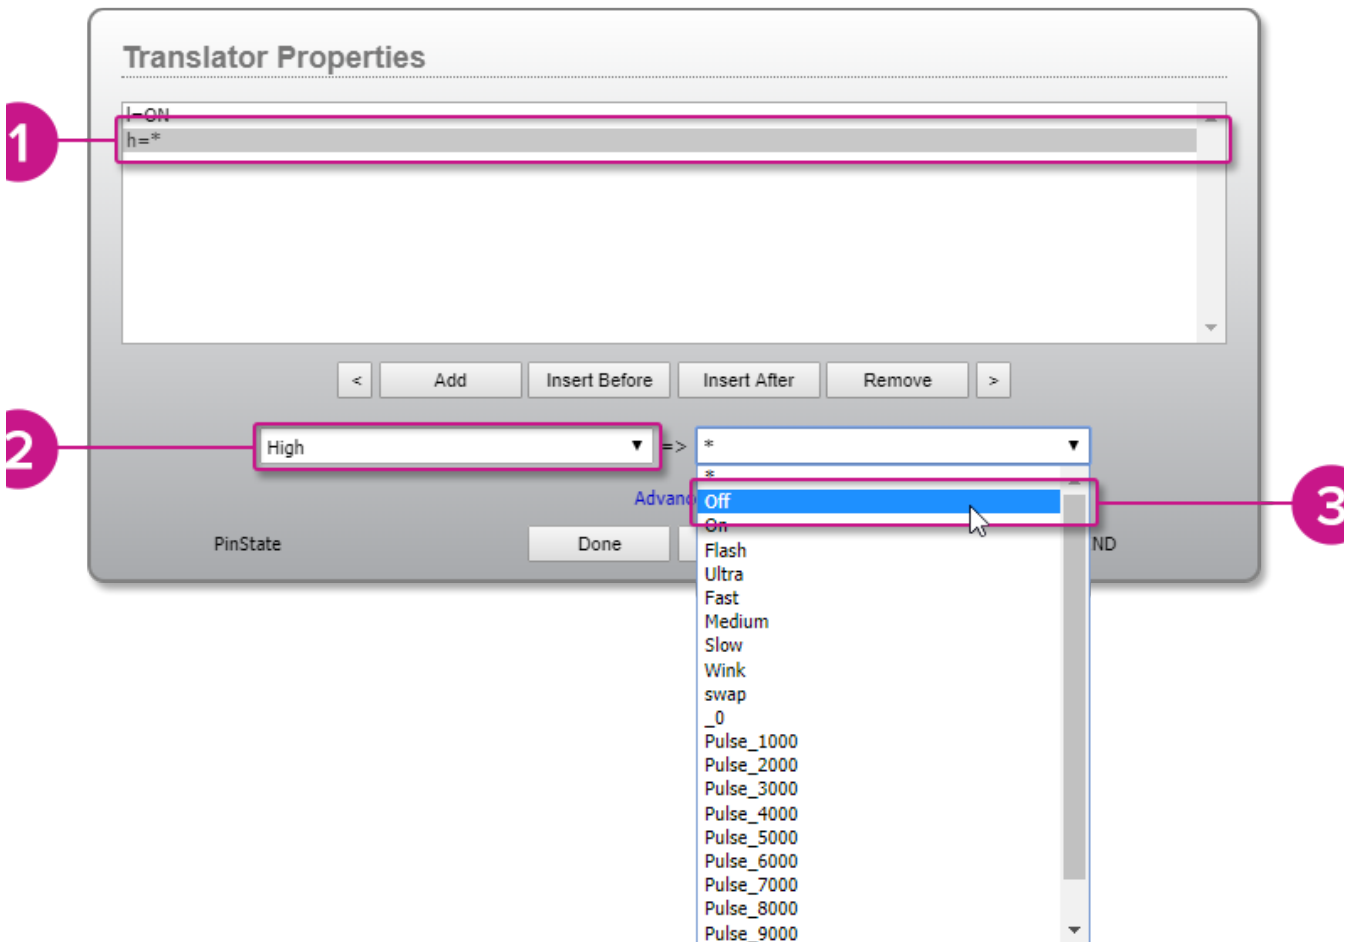 Translator Properties
l=ON
1
h=*
< Add Insert Before Insert After Remove >
2
High ▼ => * ▼
*
Off
3
On
PinState Done ND
Flash
Ultra
Fast
Medium
Slow
Wink
swap
_0
Pulse_1000
Pulse_2000
Pulse_3000
Pulse_4000
Pulse_5000
Pulse_6000
Pulse_7000
Pulse_8000
Pulse_9000